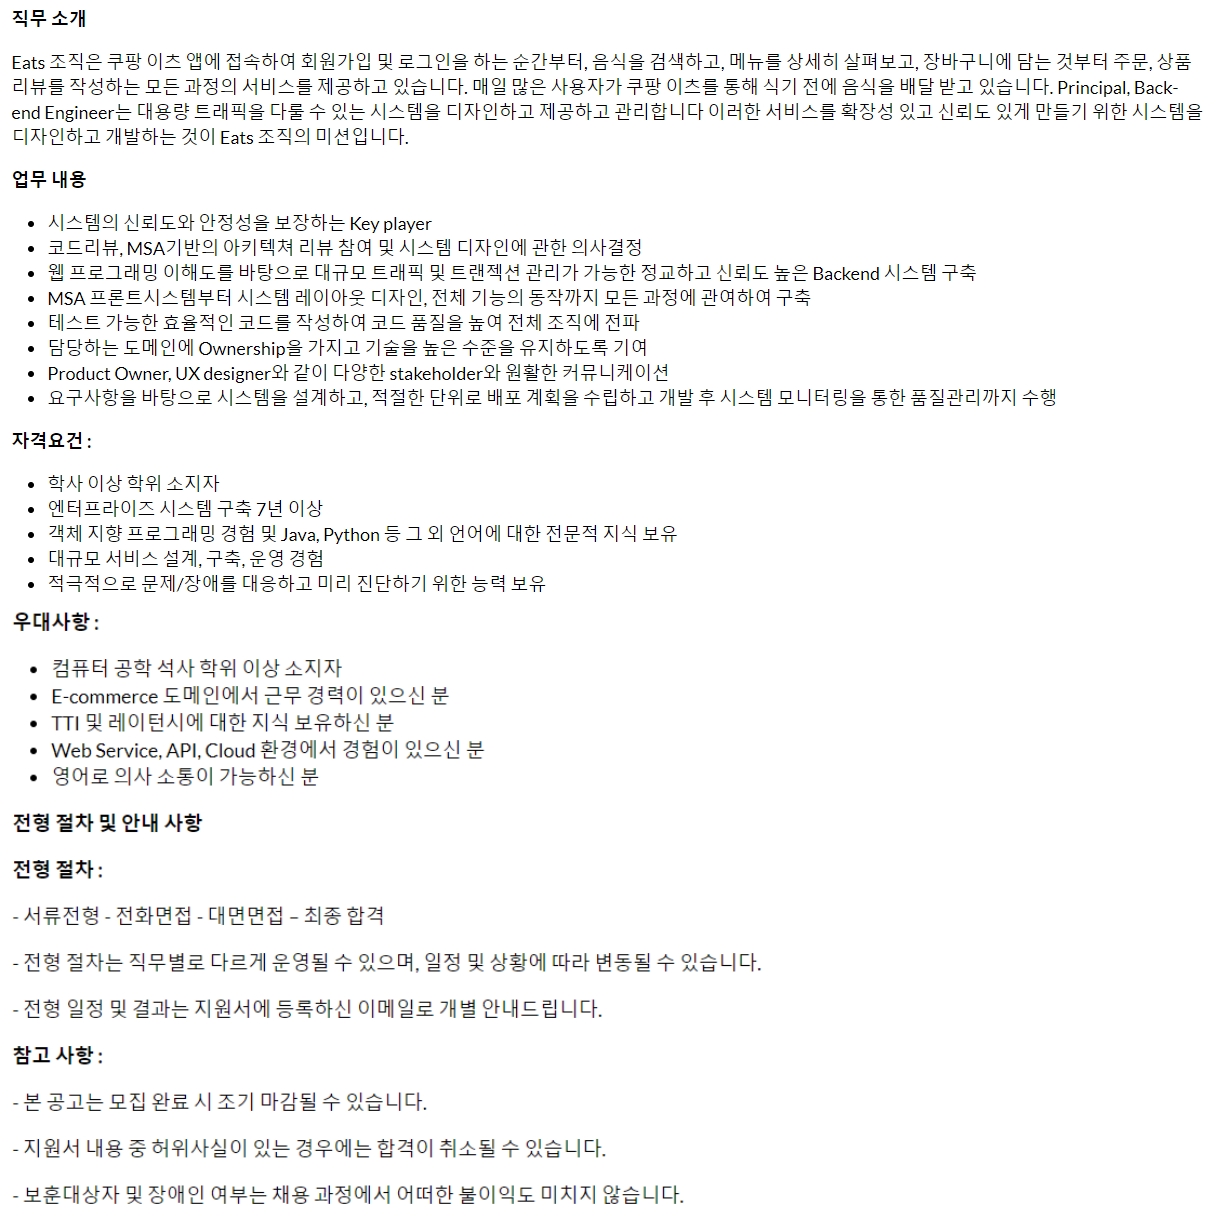 직무 소개
Eats 조직은 쿠팡 이츠 앱에 접속하여 회원가입 및 로그인을 하는 순간부터, 음식을 검색하고, 메뉴를 상세히 살펴보고, 장바구니에 담는 것부터 주문, 상품
리뷰를 작성하는 모든 과정의 서비스를 제공하고 있습니다. 매일 많은 사용자가 쿠팡 이츠를 통해 식기 전에 음식을 배달 받고 있습니다. Principal, Back-
end Engineer는 대용량 트래픽을 다룰 수 있는 시스템을 디자인하고 제공하고 관리합니다 이러한 서비스를 확장성 있고 신뢰도 있게 만들기 위한 시스템을
디자인하고 개발하는 것이 Eats 조직의 미션입니다.
업무 내용
• 시스템의 신뢰도와 안정성을 보장하는 Key player
• 코드리뷰, MSA기반의 아키텍쳐 리뷰 참여 및 시스템 디자인에 관한 의사결정
• 웹 프로그래밍 이해도를 바탕으로 대규모 트래픽 및 트랜젝션 관리가 가능한 정교하고 신뢰도 높은 Backend 시스템 구축
• MSA 프론트시스템부터 시스템 레이아웃 디자인, 전체 기능의 동작까지 모든 과정에 관여하여 구축
• 테스트 가능한 효율적인 코드를 작성하여 코드 품질을 높여 전체 조직에 전파
• 담당하는 도메인에 Ownership을 가지고 기술을 높은 수준을 유지하도록 기여
• Product Owner, UX designer와 같이 다양한 stakeholder와 원활한 커뮤니케이션
• 요구사항을 바탕으로 시스템을 설계하고, 적절한 단위로 배포 계획을 수립하고 개발 후 시스템 모니터링을 통한 품질관리까지 수행
자격요건 :
• 학사 이상 학위 소지자
• 엔터프라이즈 시스템 구축 7년 이상
• 객체 지향 프로그래밍 경험 및 Java, Python 등 그 외 언어에 대한 전문적 지식 보유
• 대규모 서비스 설계, 구축, 운영 경험
• 적극적으로 문제/장애를 대응하고 미리 진단하기 위한 능력 보유
우대사항 :
• 컴퓨터 공학 석사 학위 이상 소지자
• E-commerce 도메인에서 근무 경력이 있으신 분
• TTI 및 레이턴시에 대한 지식 보유하신 분
• Web Service, API, Cloud 환경에서 경험이 있으신 분
• 영어로 의사 소통이 가능하신 분
전형 절차 및 안내 사항
전형 절차 :
- 서류전형 - 전화면접 - 대면면접 – 최종 합격
- 전형 절차는 직무별로 다르게 운영될 수 있으며, 일정 및 상황에 따라 변동될 수 있습니다.
- 전형 일정 및 결과는 지원서에 등록하신 이메일로 개별 안내드립니다.
참고 사항 :
- 본 공고는 모집 완료 시 조기 마감될 수 있습니다.
- 지원서 내용 중 허위사실이 있는 경우에는 합격이 취소될 수 있습니다.
- 보훈대상자 및 장애인 여부는 채용 과정에서 어떠한 불이익도 미치지 않습니다.